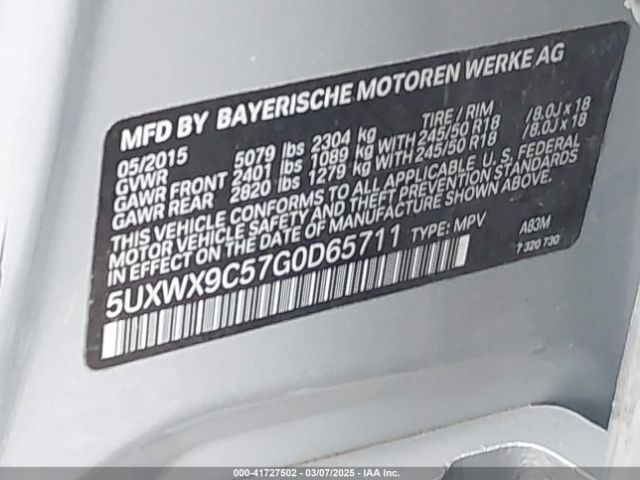 MFD BY BAYERISCHE MOTOREN WERKE AG
05/2015 TIRE / RIM
GVWR 5079 lbs 2304 kg
GAWR FRONT 2401 lbs 1089 kg WITH 245/50 R18 /8.0J x 18
GAWR REAR 2820 lbs 1279 kg WITH 245/50 R18 /8.0J x 18
THIS VEHICLE CONFORMS TO ALL APPLICABLE U. S. FEDERAL
MOTOR VEHICLE SAFETY AND THEFT PREVENTION STANDARDS
IN EFFECT ON THE DATE OF MANUFACTURE SHOWN ABOVE.
5UXWX9C57G0D65711 TYPE: MPV A83M
7 320 730
000-41727502 — 03/07/2025 — IAA Inc.